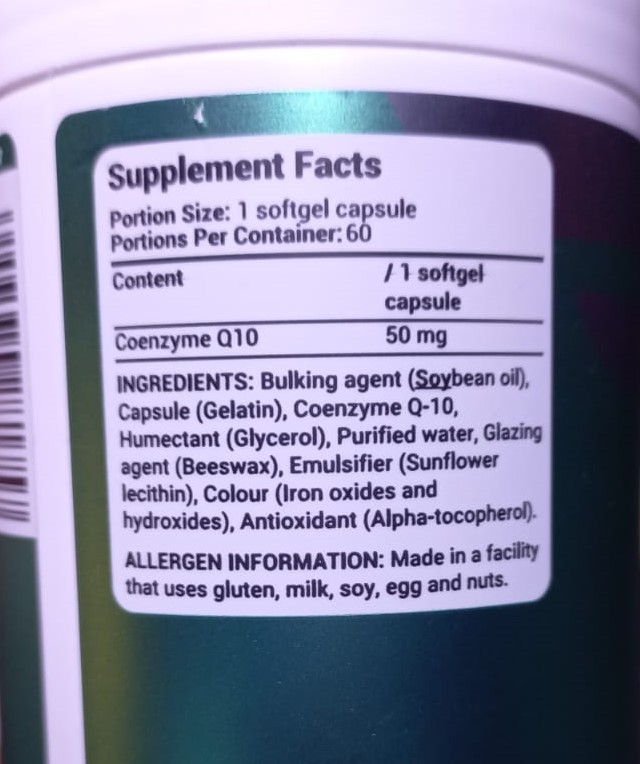 Supplement Facts
Portion Size: 1 softgel capsule
Portions Per Container: 60
Content / 1 softgel
capsule
Coenzyme Q10 50 mg
INGREDIENTS: Bulking agent (Soybean oil),
Capsule (Gelatin), Coenzyme Q-10,
Humectant (Glycerol), Purified water, Glazing
agent (Beeswax), Emulsifier (Sunflower
lecithin), Colour (Iron oxides and
hydroxides), Antioxidant (Alpha-tocopherol).
ALLERGEN INFORMATION: Made in a facility
that uses gluten, milk, soy, egg and nuts.